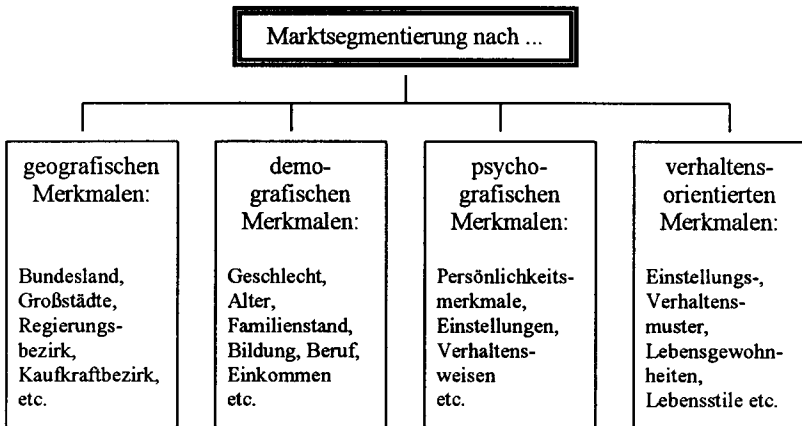 Marktsegmentierung nach ...
geografischen
Merkmalen:
Bundesland,
Großstädte,
Regierungs-
bezirk,
Kaufkraftbezirk,
etc.
demo-
grafischen
Merkmalen:
Geschlecht,
Alter,
Familienstand,
Bildung, Beruf,
Einkommen
etc.
psycho-
grafischen
Merkmalen:
Persönlichkeits-
merkmale,
Einstellungen,
Verhaltens-
weisen
etc.
verhaltens-
orientierten
Merkmalen:
Einstellungs-,
Verhaltens-
muster,
Lebensgewohn-
heiten,
Lebensstile etc.